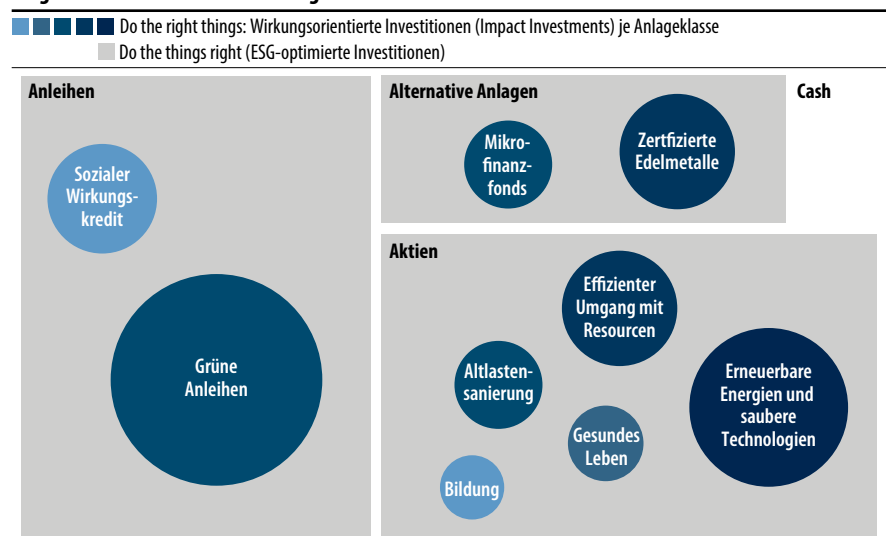 Do the right things: Wirkungsorientierte Investitionen (Impact Investments) je Anlageklasse
Do the things right (ESG-optimierte Investitionen)
Anleihen
Sozialer
Wirkungs-
kredit
Grüne
Anleihen
Alternative Anlagen
Mikro-
finanz-
fonds
Zertfizierte
Edelmetalle
Cash
Aktien
Effizienter
Umgang mit
Resourcen
Altlasten-
sanierung
Erneuerbare
Energien und
saubere
Technologien
Gesundes
Leben
Bildung